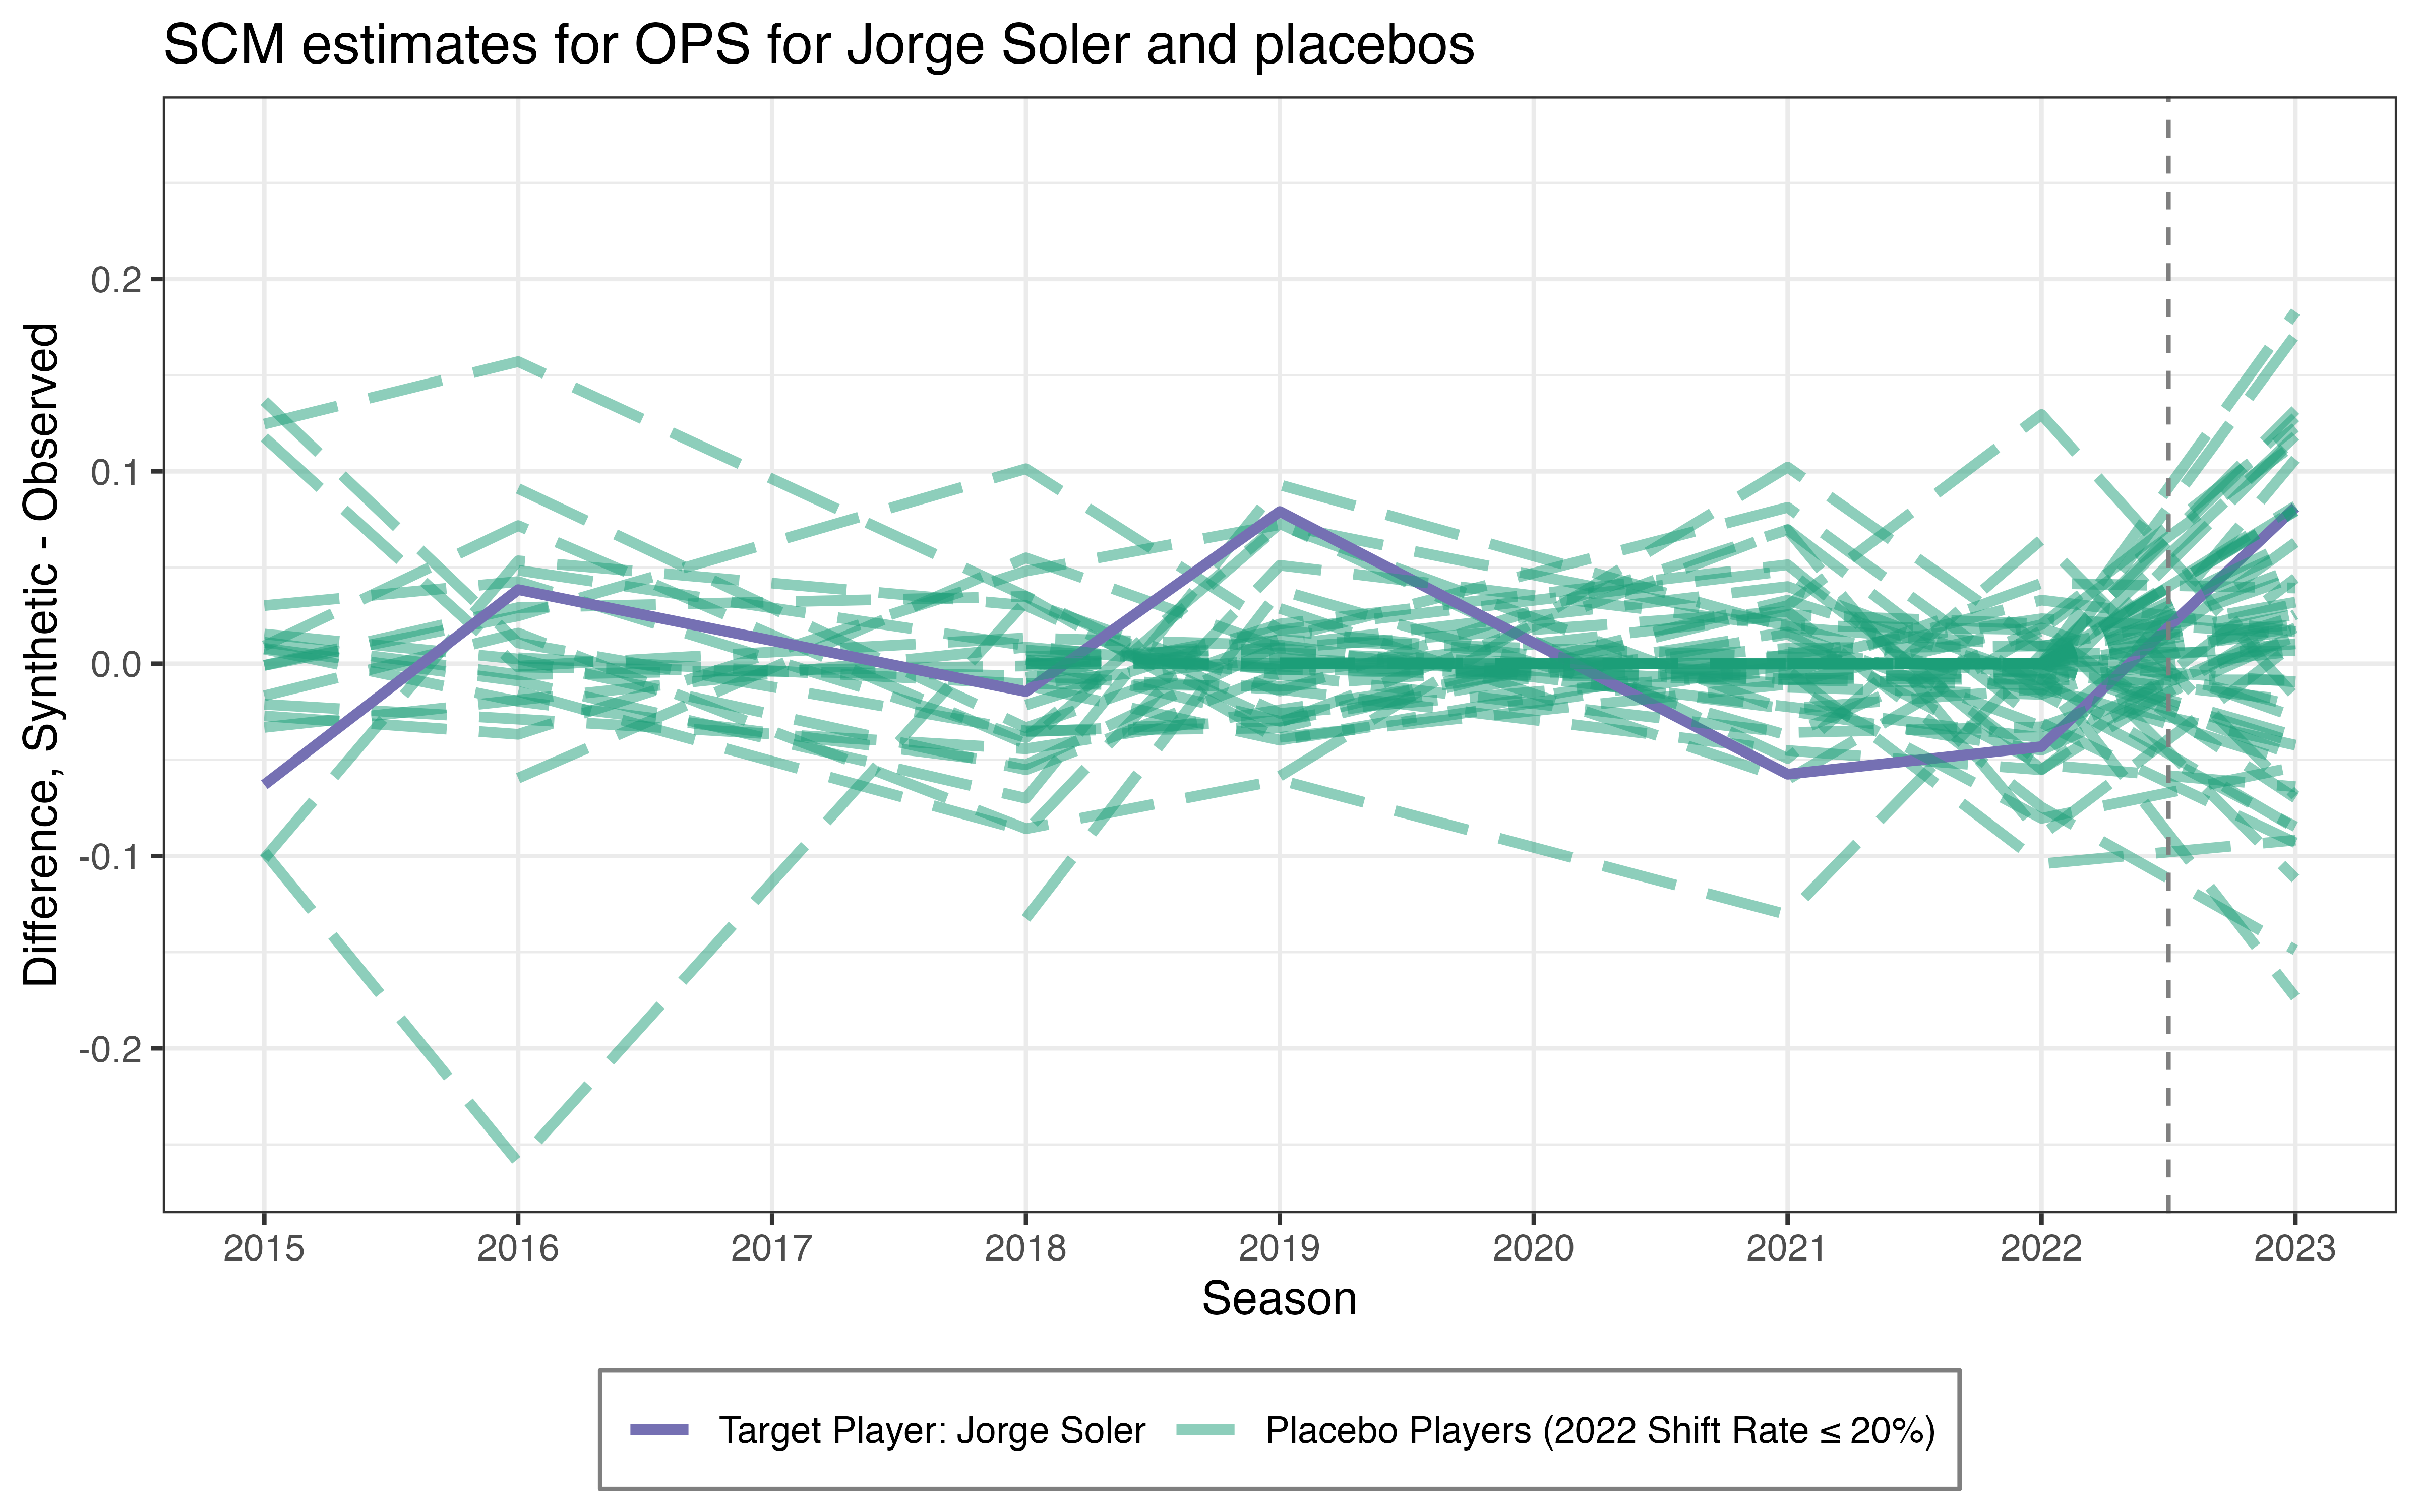 SCM estimates for OPS for Jorge Soler and placebos
Difference, Synthetic - Observed
0.2
0.1
0.0
-0.1
-0.2
2015 2016 2017 2018 2019 2020 2021 2022 2023
Season
Target Player: Jorge Soler Placebo Players (2022 Shift Rate ≤ 20%)